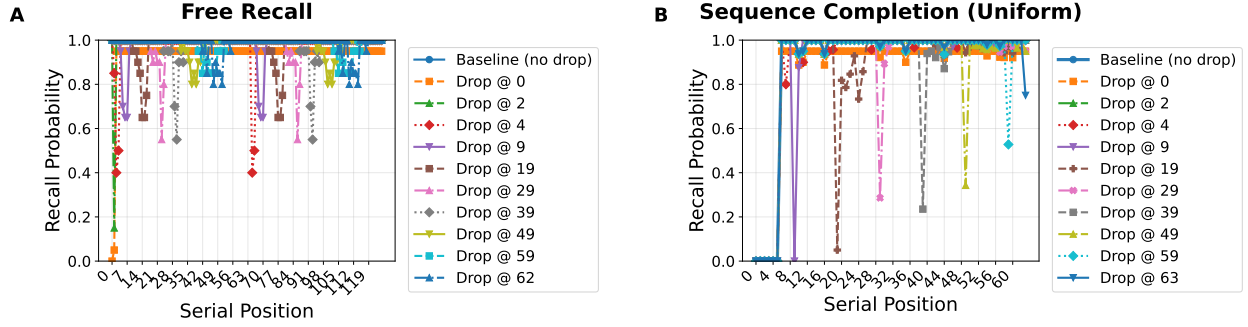 A
Free Recall
Recall Probability
1.0
0.8
0.6
0.4
0.2
0.0
0 7 14 21 28 35 42 49 56 63 70 77 84 91 98 105 112 119
Serial Position
Baseline (no drop)
Drop @ 0
Drop @ 2
Drop @ 4
Drop @ 9
Drop @ 19
Drop @ 29
Drop @ 39
Drop @ 49
Drop @ 59
Drop @ 62
B
Sequence Completion (Uniform)
Recall Probability
1.0
0.8
0.6
0.4
0.2
0.0
0 4 8 12 16 20 24 28 32 36 40 44 48 52 56 60
Serial Position
Baseline (no drop)
Drop @ 0
Drop @ 2
Drop @ 4
Drop @ 9
Drop @ 19
Drop @ 29
Drop @ 39
Drop @ 49
Drop @ 59
Drop @ 63